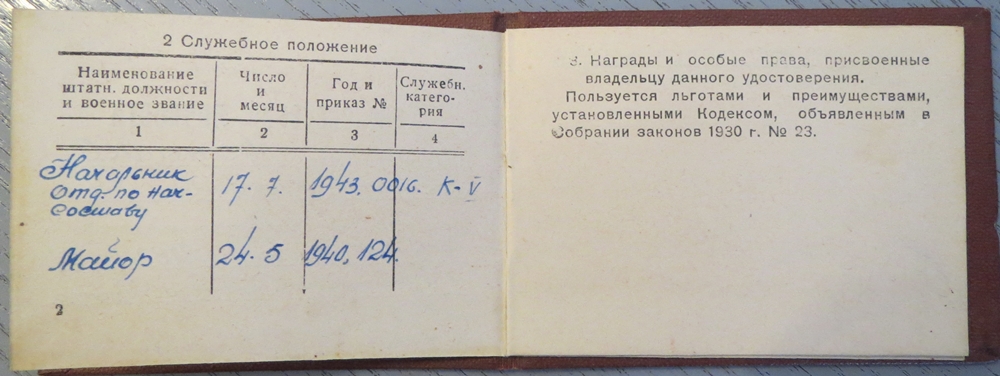 2 Служебное положение
Наименование
штатн. должности
и военное звание
Число
и
месяц
Год и
приказ №
Служебн.
катего-
рия
1 2 3 4
Начальник
Отд. по нач-
составу
17. 7. 1943. 0016. К-V
Майор 24. 5 1940, 124.
2
3. Награды и особые права, присвоенные
владельцу данного удостоверения.
Пользуется льготами и преимуществами,
установленными Кодексом, объявленным в
Собрании законов 1930 г. № 23.